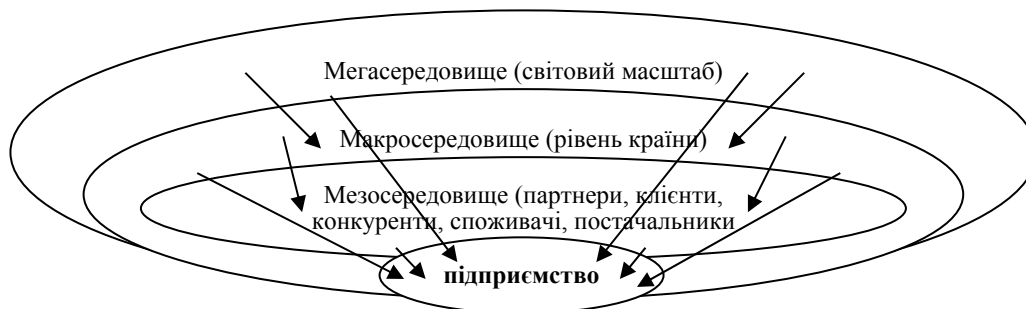 Мегасередовище (світовий масштаб)
Макросередовище (рівень країни)
Мезосередовище (партнери, клієнти,
конкуренти, споживачі, постачальники
підприємство